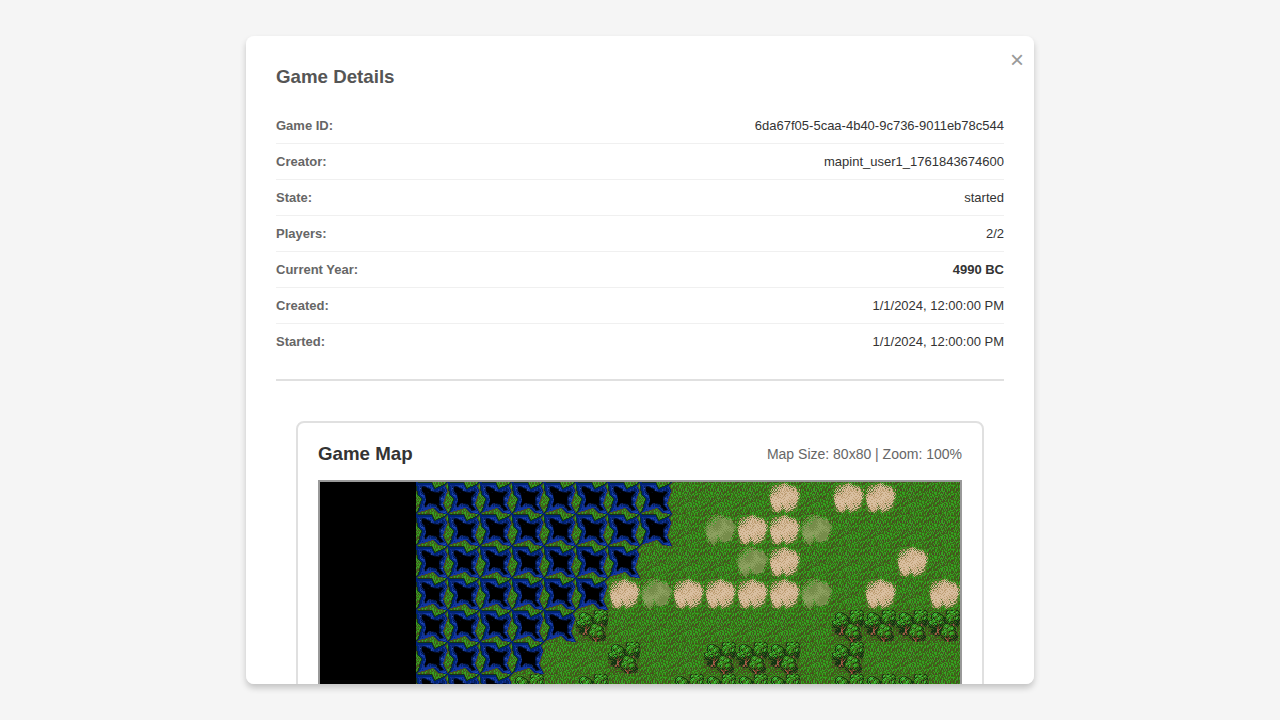 Game Details
×
Game ID: 6da67f05-5caa-4b40-9c736-9011eb78c544
Creator: mapint_user1_1761843674600
State: started
Players: 2/2
Current Year: 4990 BC
Created: 1/1/2024, 12:00:00 PM
Started: 1/1/2024, 12:00:00 PM
Game Map Map Size: 80x80 | Zoom: 100%